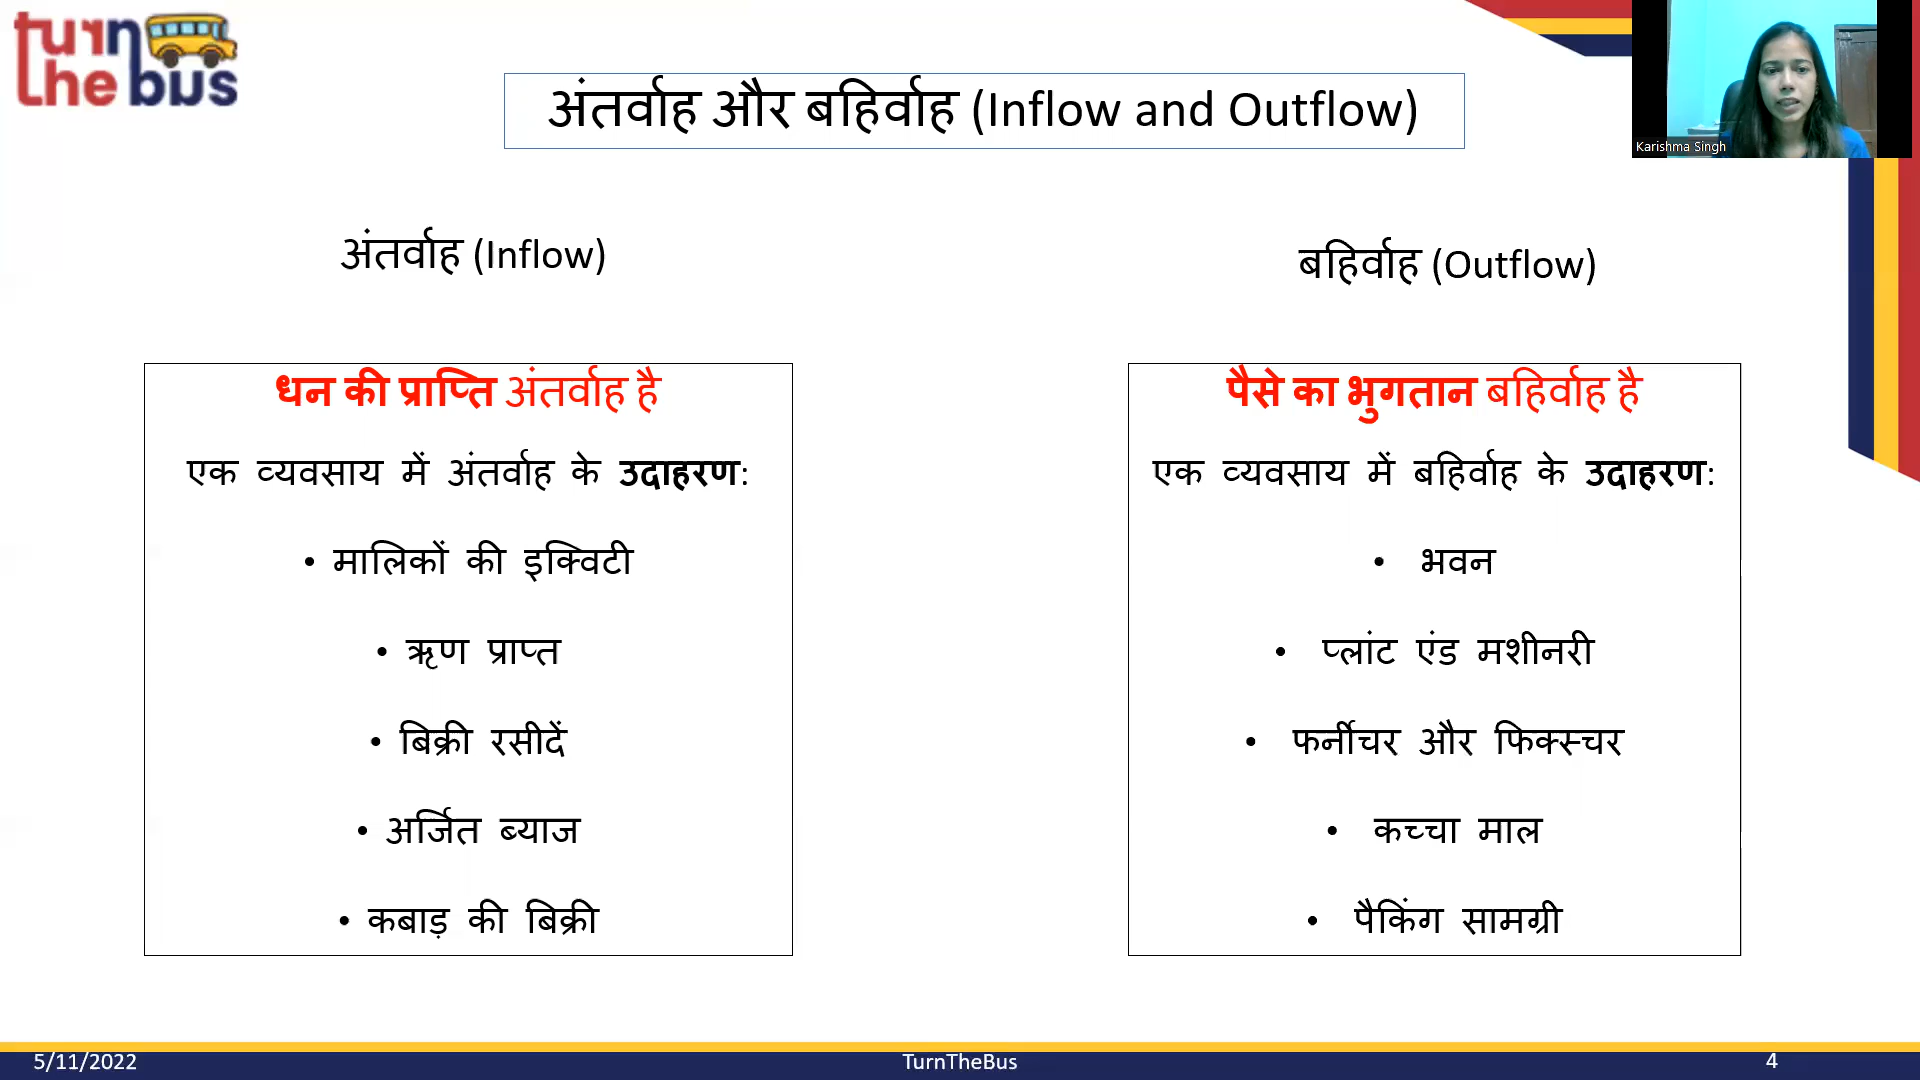 turn
the bus
अंतर्वाह और बहिर्वाह (Inflow and Outflow)
Karishma Singh
अंतर्वाह (Inflow)
धन की प्राप्ति अंतर्वाह है
एक व्यवसाय में अंतर्वाह के उदाहरण:
• मालिकों की इक्विटी
• ऋण प्राप्त
• बिक्री रसीदें
• अर्जित ब्याज
• कबाड़ की बिक्री
बहिर्वाह (Outflow)
पैसे का भुगतान बहिर्वाह है
एक व्यवसाय में बहिर्वाह के उदाहरण:
• भवन
• प्लांट एंड मशीनरी
• फर्नीचर और फिक्स्चर
• कच्चा माल
• पैकिंग सामग्री
5/11/2022
TurnTheBus
4